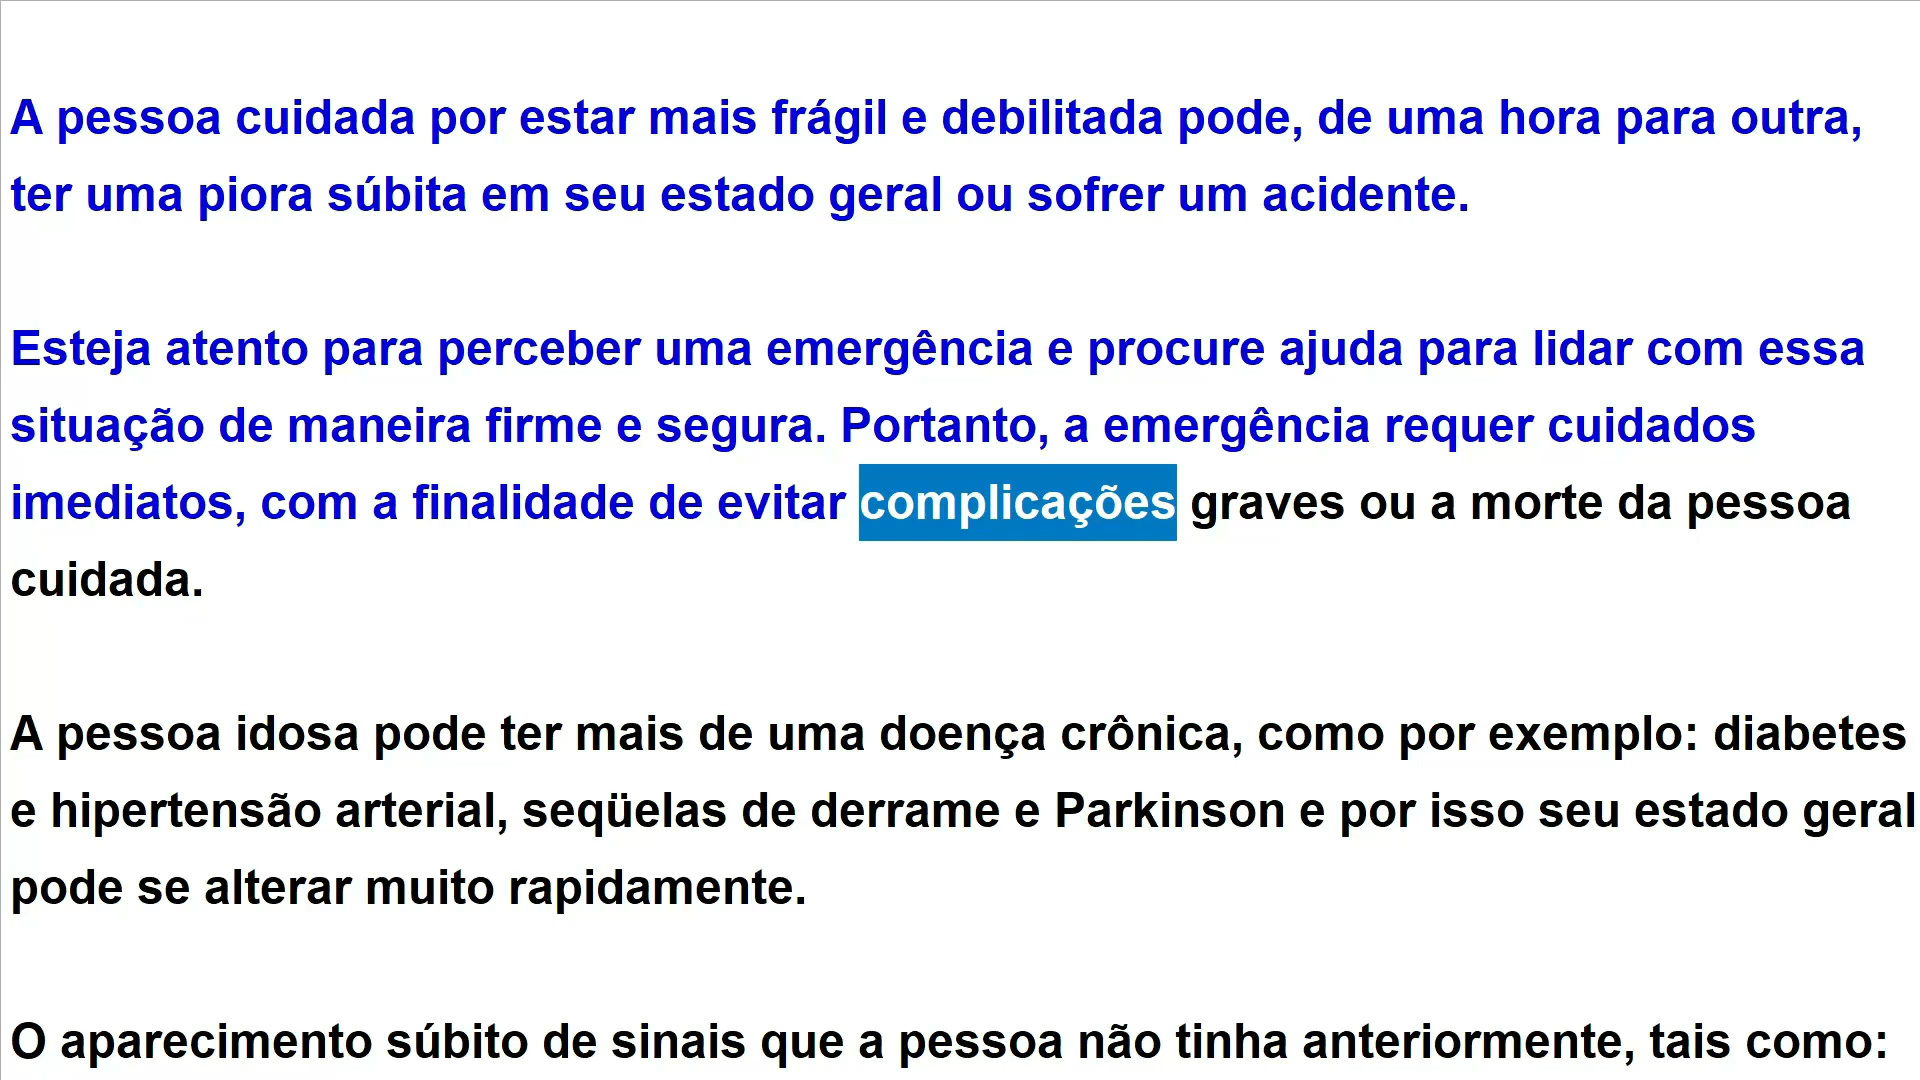 A pessoa cuidada por estar mais frágil e debilitada pode, de uma hora para outra,
ter uma piora súbita em seu estado geral ou sofrer um acidente.
Esteja atento para perceber uma emergência e procure ajuda para lidar com essa
situação de maneira firme e segura. Portanto, a emergência requer cuidados
imediatos, com a finalidade de evitar complicações graves ou a morte da pessoa
cuidada.
A pessoa idosa pode ter mais de uma doença crônica, como por exemplo: diabetes
e hipertensão arterial, seqüelas de derrame e Parkinson e por isso seu estado geral
pode se alterar muito rapidamente.
O aparecimento súbito de sinais que a pessoa não tinha anteriormente, tais como: